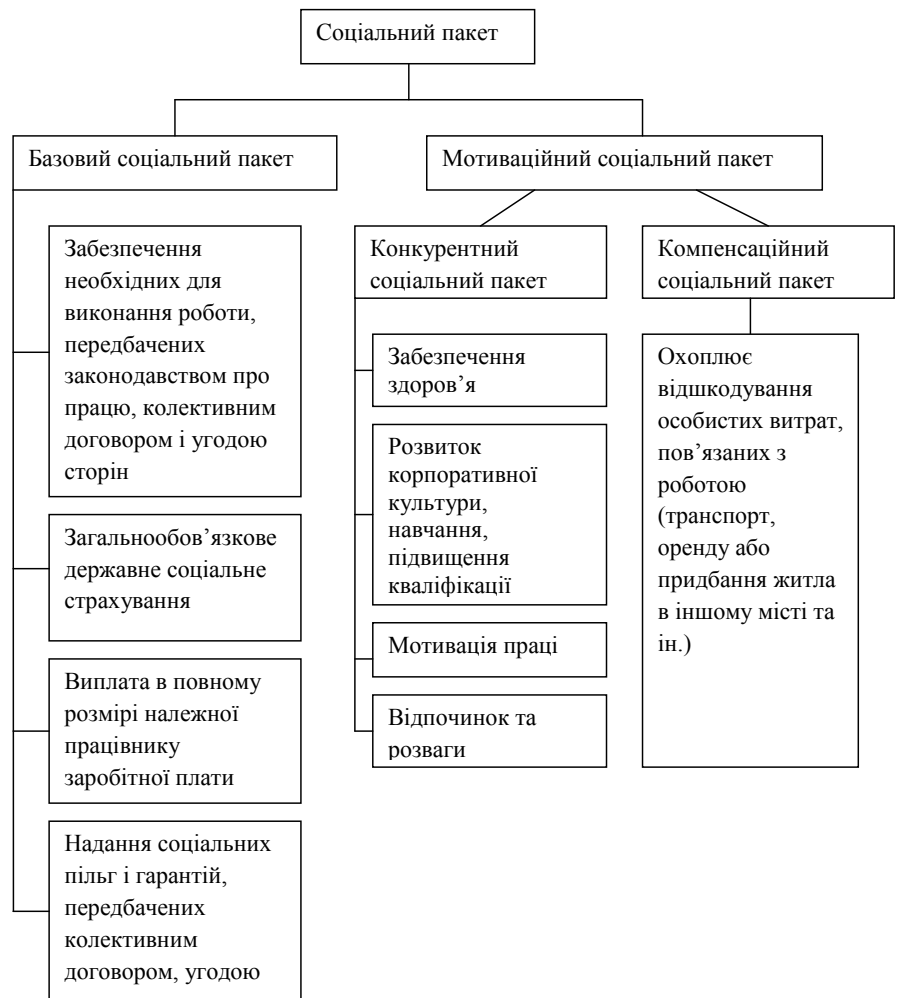 Соціальний пакет
Базовий соціальний пакет
Мотиваційний соціальний пакет
Забезпечення
необхідних для
виконання роботи,
передбачених
законодавством про
працю, колективним
договором і угодою
сторін
Загальнообов’язкове
державне соціальне
страхування
Виплата в повному
розмірі належної
працівнику
заробітної плати
Надання соціальних
пільг і гарантій,
передбачених
колективним
договором, угодою
Конкурентний
соціальний пакет
Забезпечення
здоров’я
Розвиток
корпоративної
культури,
навчання,
підвищення
кваліфікації
Мотивація праці
Відпочинок та
розваги
Компенсаційний
соціальний пакет
Охоплює
відшкодування
особистих витрат,
пов’язаних з
роботою
(транспорт,
оренду або
придбання житла
в іншому місті та
ін.)